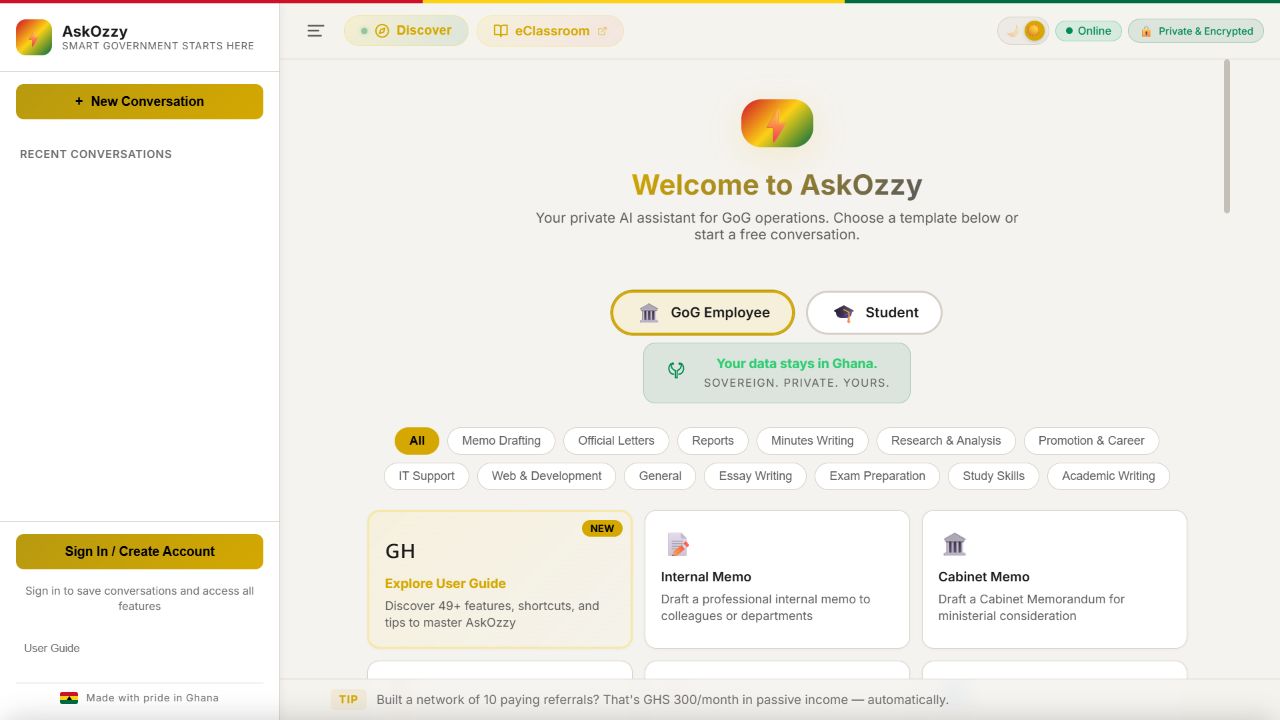 AskOzzy
SMART GOVERNMENT STARTS HERE
+ New Conversation
RECENT CONVERSATIONS
Sign In / Create Account
Sign in to save conversations and access all
features
User Guide
Made with pride in Ghana
Discover
eClassroom
Online
Private & Encrypted
Welcome to AskOzzy
Your private AI assistant for GoG operations. Choose a template below or
start a free conversation.
GoG Employee
Student
Your data stays in Ghana.
SOVEREIGN. PRIVATE. YOURS.
All
Memo Drafting
Official Letters
Reports
Minutes Writing
Research & Analysis
Promotion & Career
IT Support
Web & Development
General
Essay Writing
Exam Preparation
Study Skills
Academic Writing
NEW
GH
Explore User Guide
Discover 49+ features, shortcuts, and
tips to master AskOzzy
Internal Memo
Draft a professional internal memo to
colleagues or departments
Cabinet Memo
Draft a Cabinet Memorandum for
ministerial consideration
TIP
Built a network of 10 paying referrals? That's GHS 300/month in passive income — automatically.